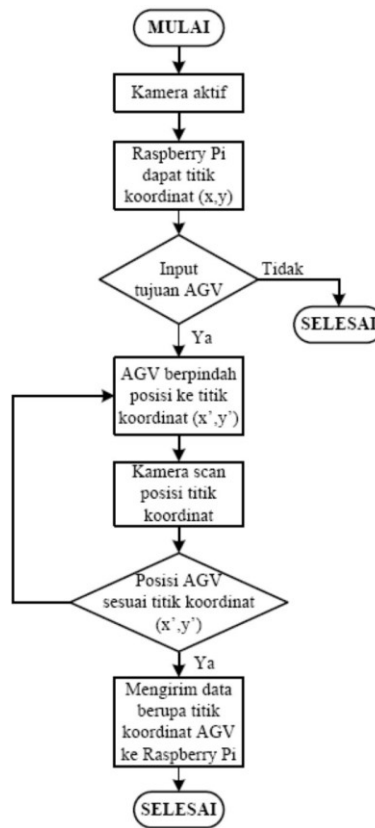 MULAI
Kamera aktif
Raspberry Pi
dapat titik
koordinat (x,y)
Input
tujuan AGV
Tidak
SELESAI
Ya
AGV berpindah
posisi ke titik
koordinat (x’,y’)
Kamera scan
posisi titik
koordinat
Posisi AGV
sesuai titik koordinat
(x’,y’)
Ya
Mengirim data
berupa titik
koordinat AGV
ke Raspberry Pi
SELESAI